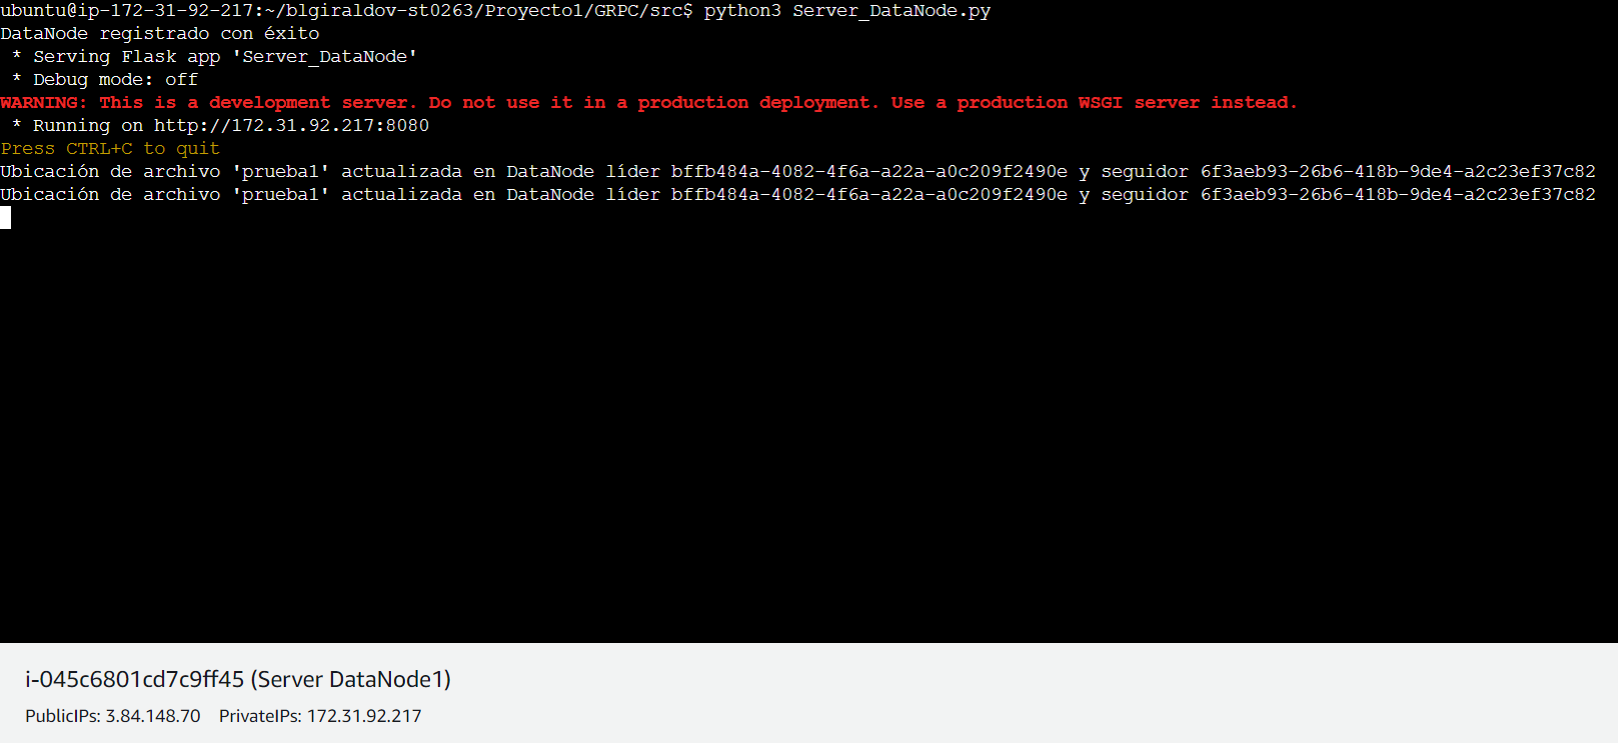 ubuntu@ip-172-31-92-217:~/blgiraldov-st0263/Proyecto1/GRPC/src$ python3 Server_DataNode.py
DataNode registrado con éxito
 * Serving Flask app 'Server_DataNode'
 * Debug mode: off
WARNING: This is a development server. Do not use it in a production deployment. Use a production WSGI server instead.
 * Running on http://172.31.92.217:8080
Press CTRL+C to quit
Ubicación de archivo 'prueba1' actualizada en DataNode líder bffb484a-4082-4f6a-a22a-a0c209f2490e y seguidor 6f3aeb93-26b6-418b-9de4-a2c23ef37c82
Ubicación de archivo 'prueba1' actualizada en DataNode líder bffb484a-4082-4f6a-a22a-a0c209f2490e y seguidor 6f3aeb93-26b6-418b-9de4-a2c23ef37c82
i-045c6801cd7c9ff45 (Server DataNode1)
PublicIPs: 3.84.148.70 PrivateIPs: 172.31.92.217